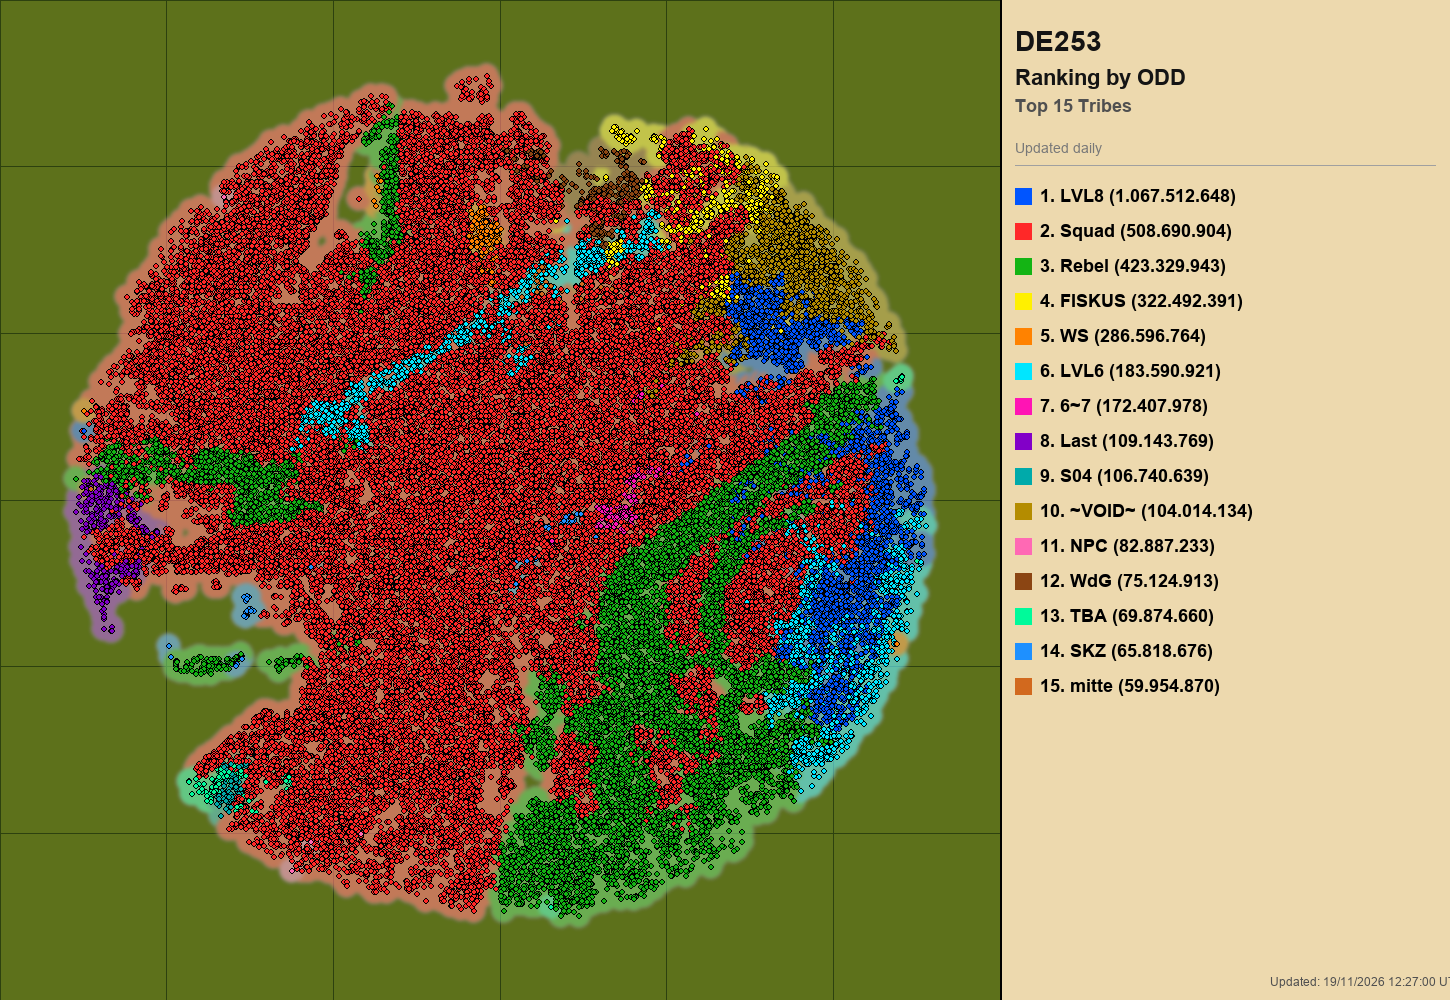 DE253
Ranking by ODD
Top 15 Tribes
Updated daily
1. LVL8 (1.067.512.648)
2. Squad (508.690.904)
3. Rebel (423.329.943)
4. FISKUS (322.492.391)
5. WS (286.596.764)
6. LVL6 (183.590.921)
7. 6~7 (172.407.978)
8. Last (109.143.769)
9. S04 (106.740.639)
10. ~VOID~ (104.014.134)
11. NPC (82.887.233)
12. WdG (75.124.913)
13. TBA (69.874.660)
14. SKZ (65.818.676)
15. mitte (59.954.870)
Updated: 19/11/2026 12:27:00 U